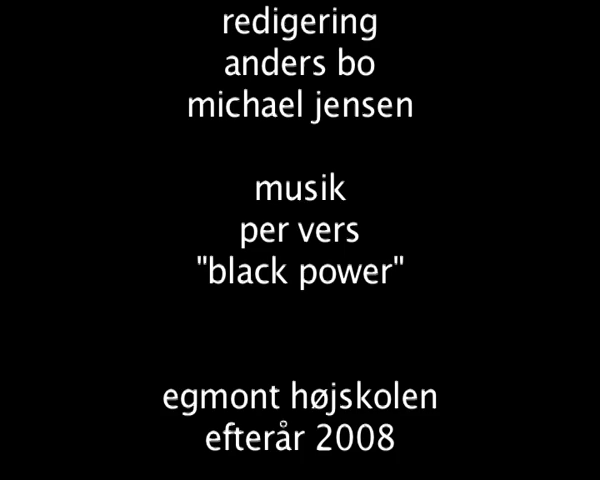 redigering
anders bo
michael jensen
musik
per vers
"black power"
egmont højskolen
efterår 2008